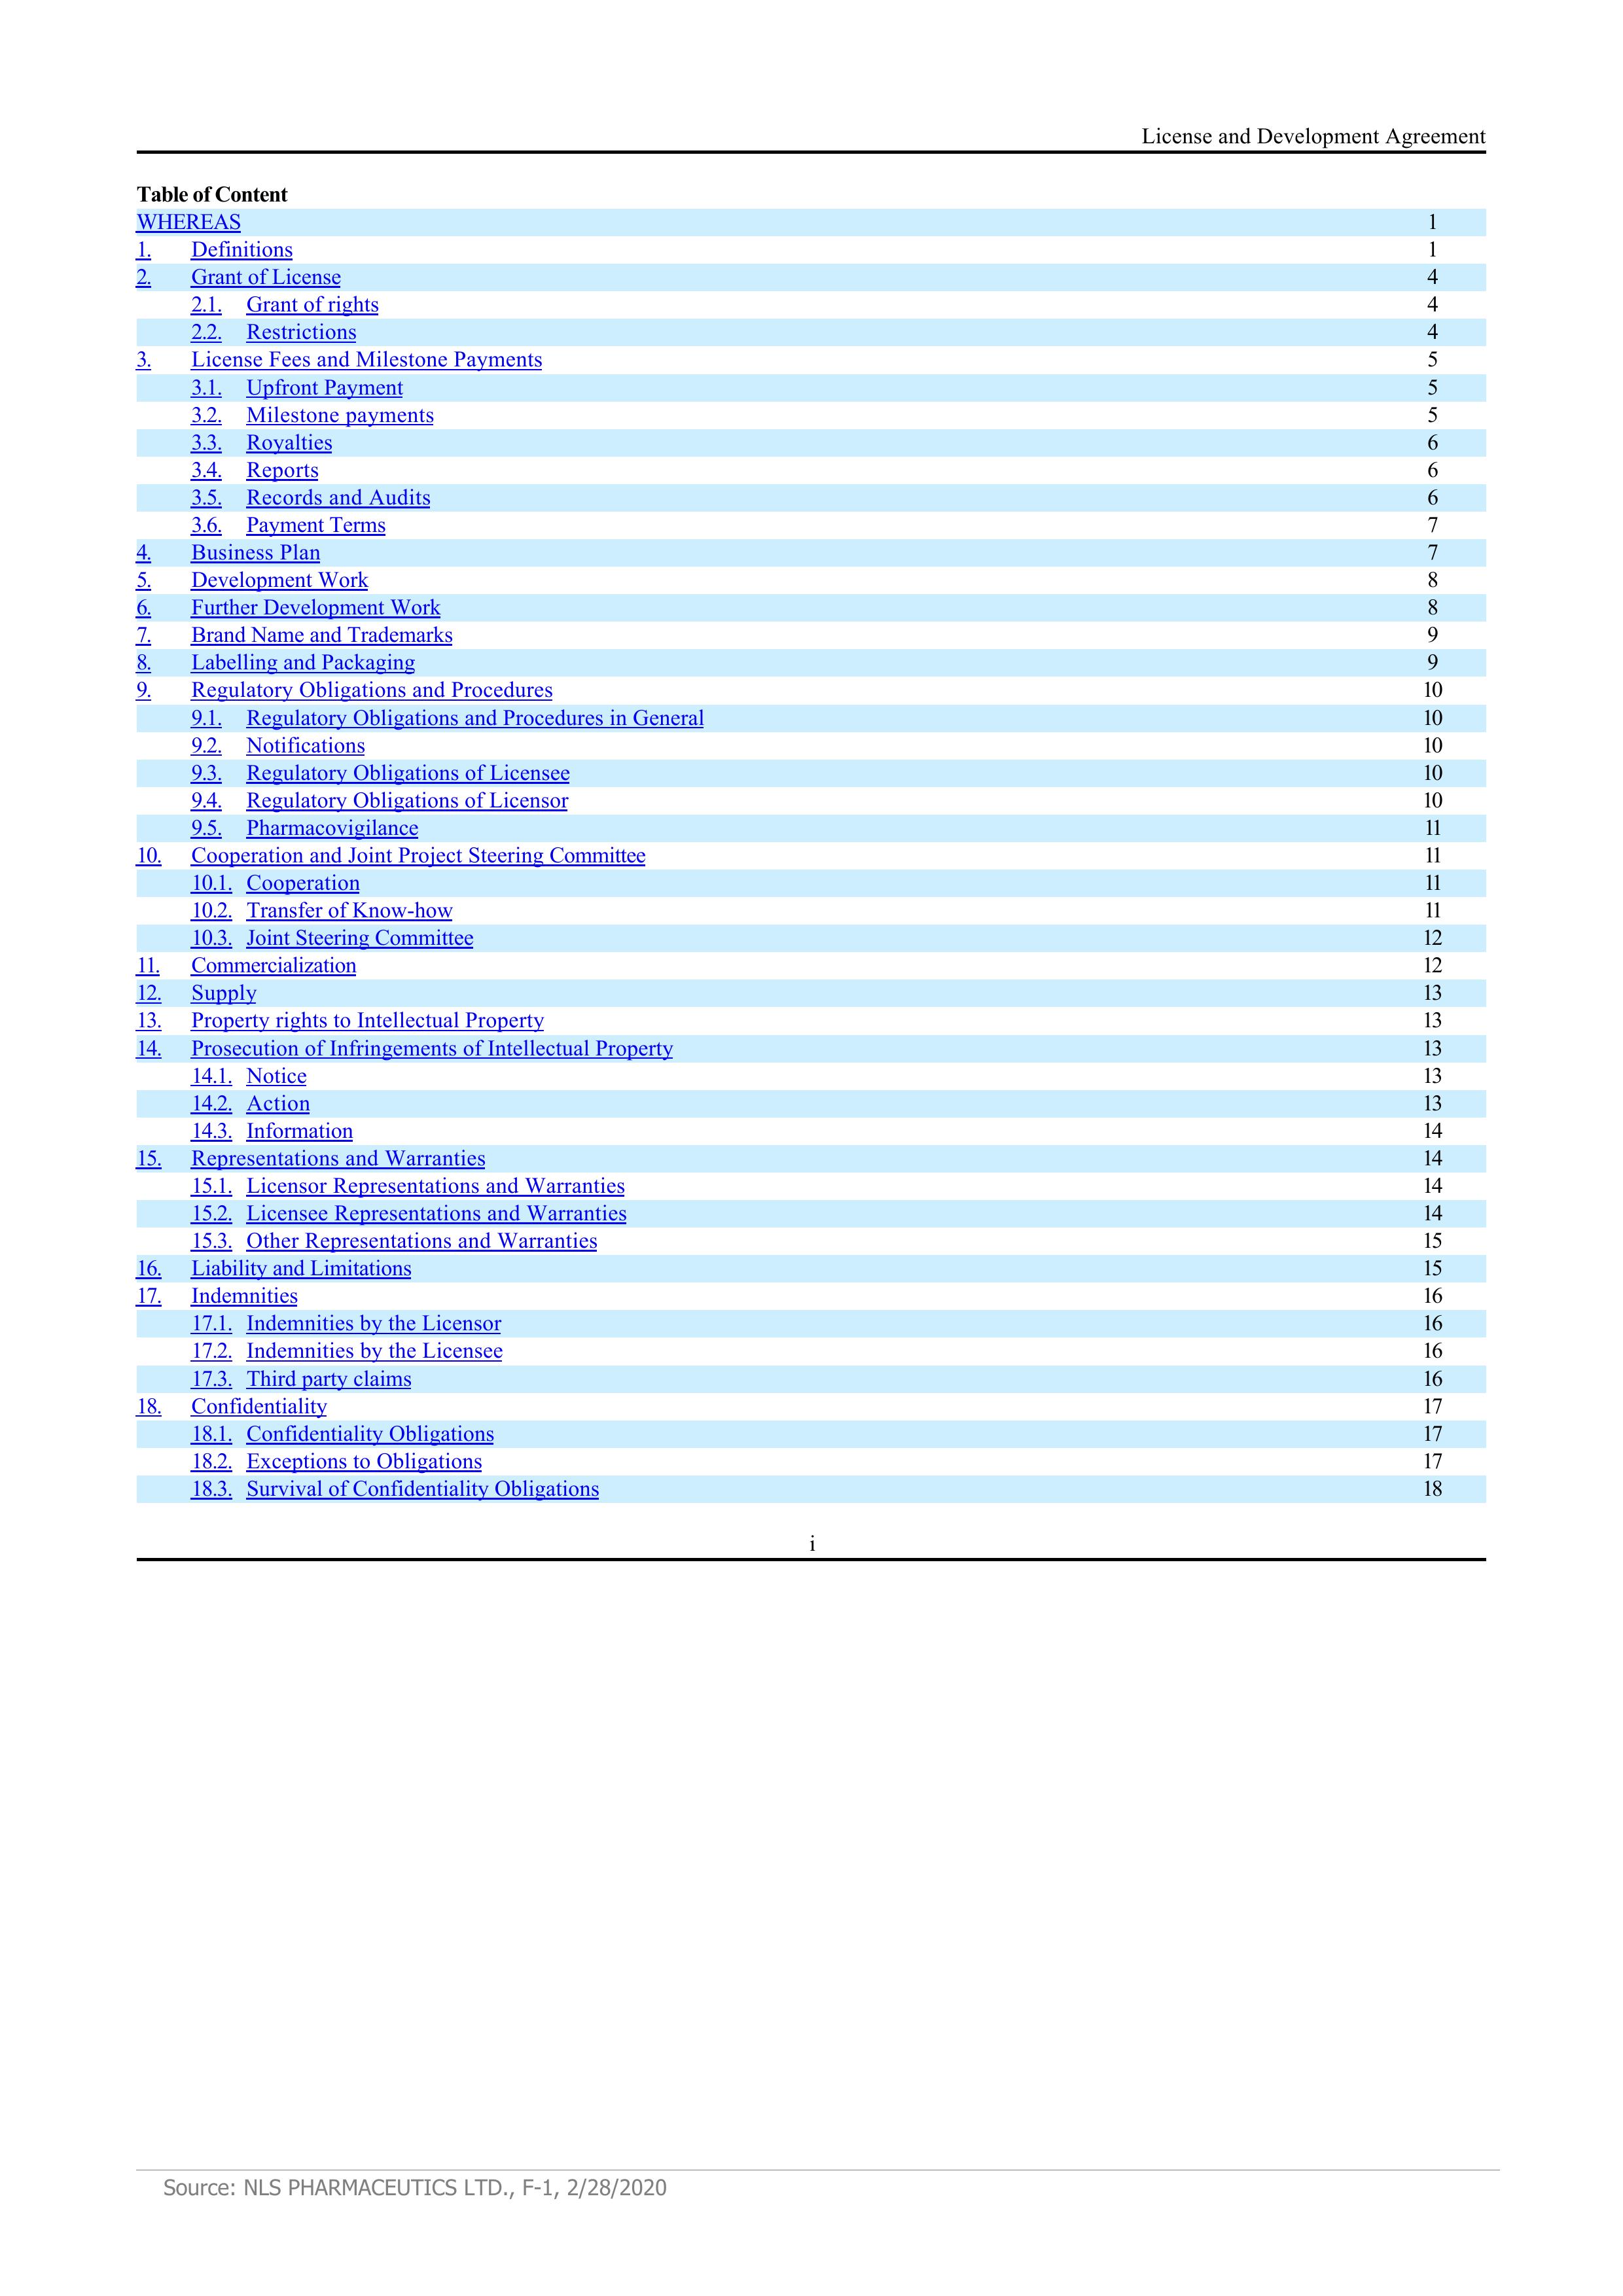 License and Development Agreement
Table of Content
WHEREAS 1
1. Definitions 1
2. Grant of License 4
2.1. Grant of rights 4
2.2. Restrictions 4
3. License Fees and Milestone Payments 5
3.1. Upfront Payment 5
3.2. Milestone payments 5
3.3. Royalties 6
3.4. Reports 6
3.5. Records and Audits 6
3.6. Payment Terms 7
4. Business Plan 7
5. Development Work 8
6. Further Development Work 8
7. Brand Name and Trademarks 9
8. Labelling and Packaging 9
9. Regulatory Obligations and Procedures 10
9.1. Regulatory Obligations and Procedures in General 10
9.2. Notifications 10
9.3. Regulatory Obligations of Licensee 10
9.4. Regulatory Obligations of Licensor 10
9.5. Pharmacovigilance 11
10. Cooperation and Joint Project Steering Committee 11
10.1. Cooperation 11
10.2. Transfer of Know-how 11
10.3. Joint Steering Committee 12
11. Commercialization 12
12. Supply 13
13. Property rights to Intellectual Property 13
14. Prosecution of Infringements of Intellectual Property 13
14.1. Notice 13
14.2. Action 13
14.3. Information 14
15. Representations and Warranties 14
15.1. Licensor Representations and Warranties 14
15.2. Licensee Representations and Warranties 14
15.3. Other Representations and Warranties 15
16. Liability and Limitations 15
17. Indemnities 16
17.1. Indemnities by the Licensor 16
17.2. Indemnities by the Licensee 16
17.3. Third party claims 16
18. Confidentiality 17
18.1. Confidentiality Obligations 17
18.2. Exceptions to Obligations 17
18.3. Survival of Confidentiality Obligations 18
i
Source: NLS PHARMACEUTICS LTD., F-1, 2/28/2020